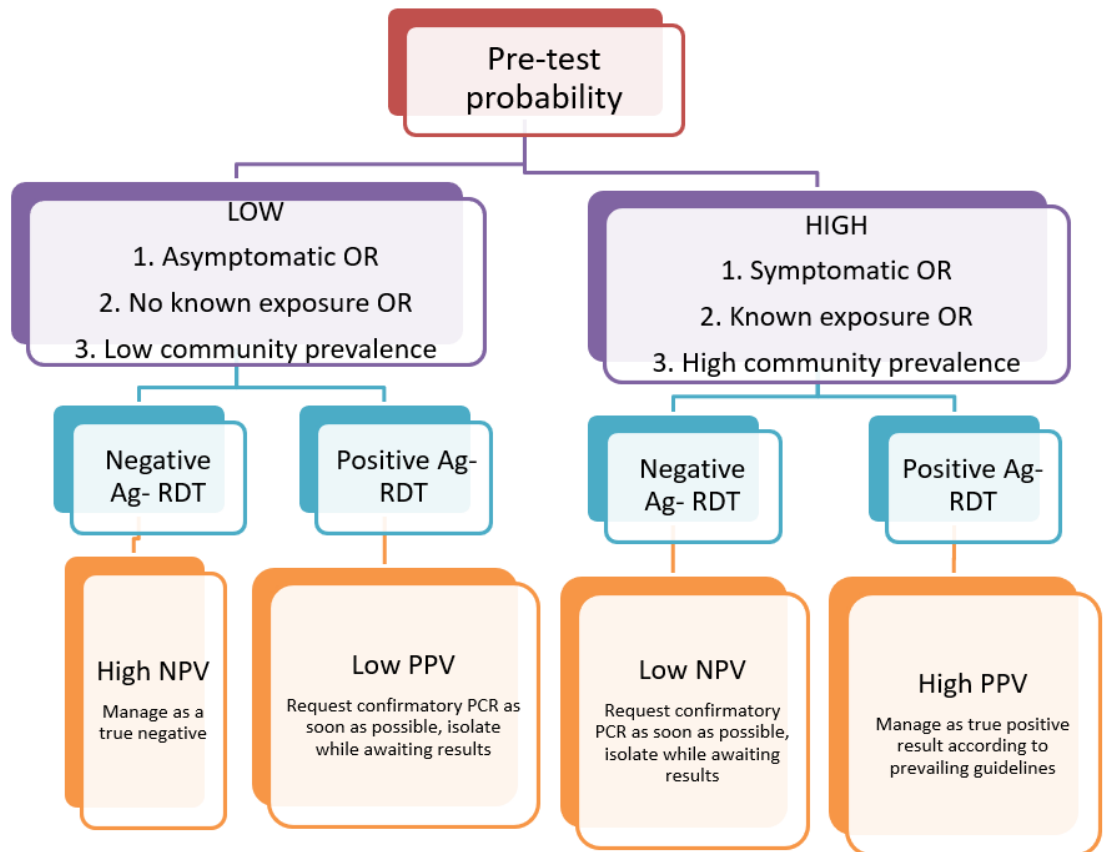 Pre-test
probability
LOW
1. Asymptomatic OR
2. No known exposure OR
3. Low community prevalence
HIGH
1. Symptomatic OR
2. Known exposure OR
3. High community prevalence
Negative
Ag- RDT
Positive Ag-
RDT
Negative
Ag- RDT
Positive Ag-
RDT
High NPV
Manage as a
true negative
Low PPV
Request confirmatory PCR as
soon as possible, isolate
while awaiting results
Low NPV
Request confirmatory
PCR as soon as possible,
isolate while awaiting
results
High PPV
Manage as true positive
result according to
prevailing guidelines